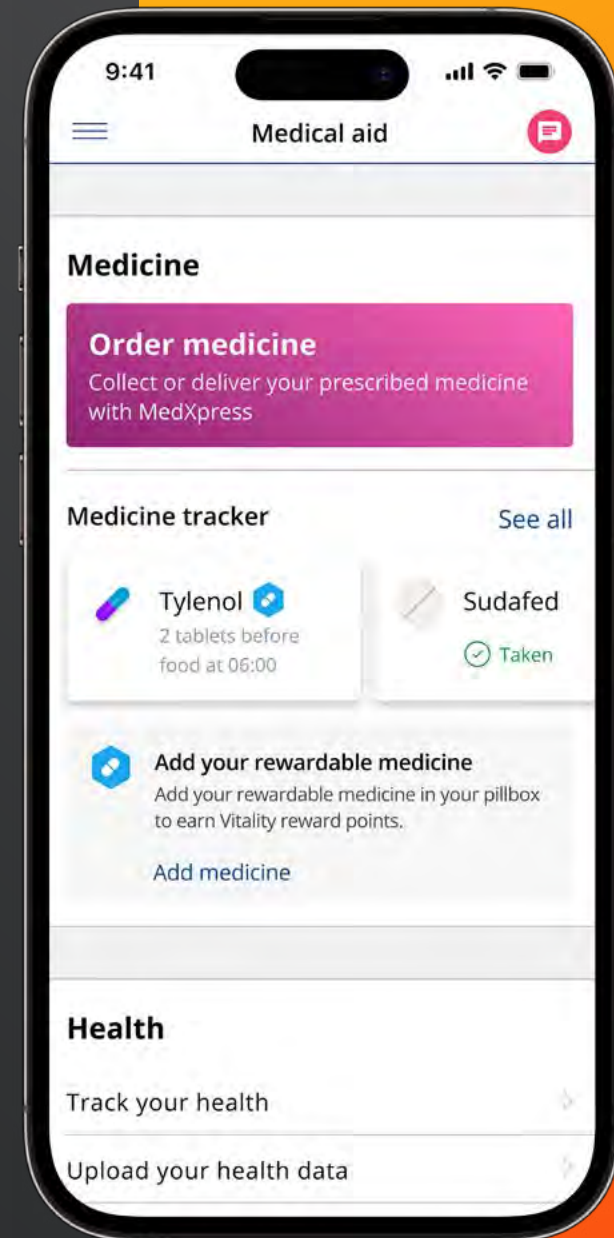 9:41
Medical aid
Medicine
Order medicine
Collect or deliver your prescribed medicine
with MedXpress
Medicine tracker
See all
Tylenol
2 tablets before
food at 06:00
Sudafed
Taken
Add your rewardable medicine
Add your rewardable medicine in your pillbox
to earn Vitality reward points.
Add medicine
Health
Track your health
Upload your health data